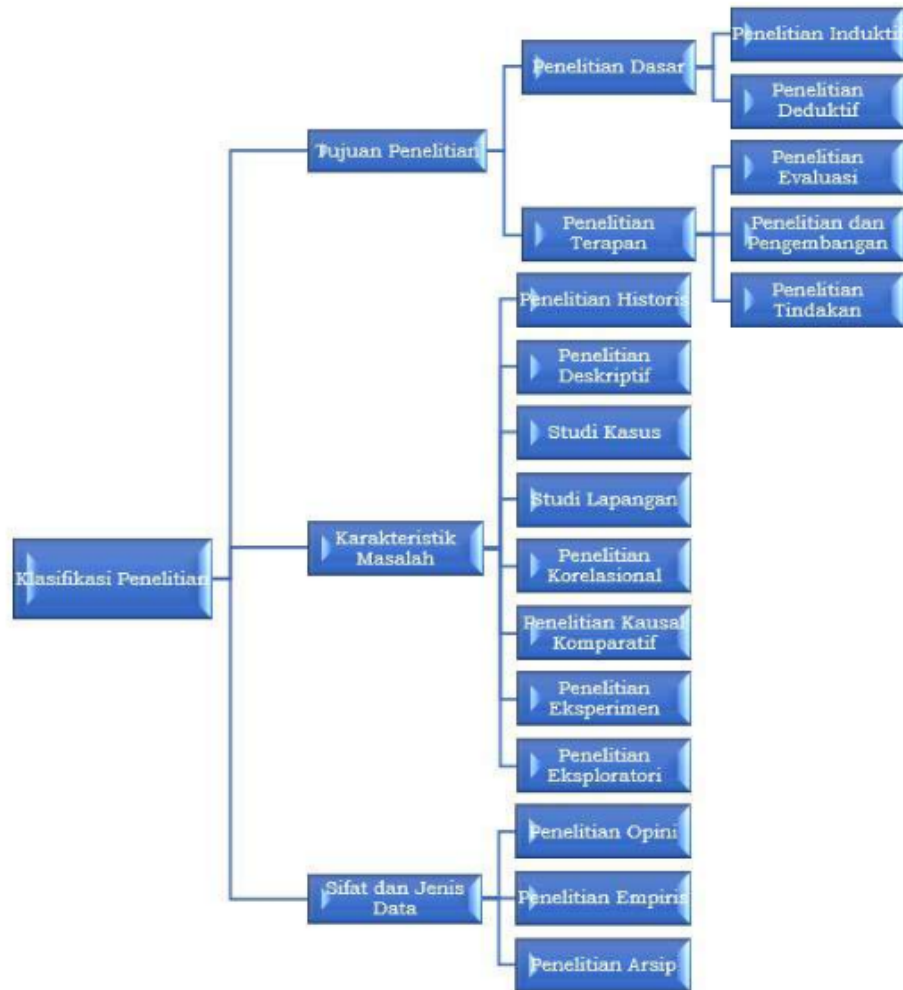 Klasifikasi Penelitian
Tujuan Penelitian
Penelitian Dasar
Penelitian Induktif
Penelitian
Deduktif
Penelitian
Terapan
Penelitian
Evaluasi
Penelitian dan
Pengembangan
Penelitian
Tindakan
Karakteristik
Masalah
Penelitian Historis
Penelitian
Deskriptif
Studi Kasus
Studi Lapangan
Penelitian
Korelasional
Penelitian Kausal
Komparatif
Penelitian
Eksperimen
Penelitian
Eksploratori
Sifat dan Jenis
Data
Penelitian Opini
Penelitian Empiris
Penelitian Arsip